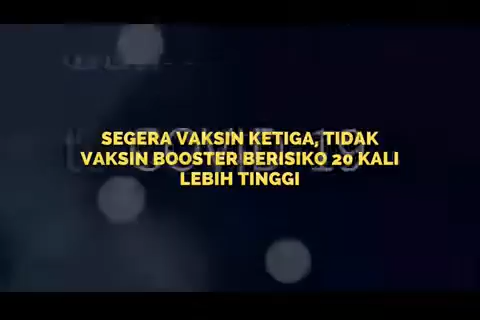 SEGERA VAKSIN KETIGA, TIDAK
VAKSIN BOOSTER BERISIKO 20 KALI
LEBIH TINGGI